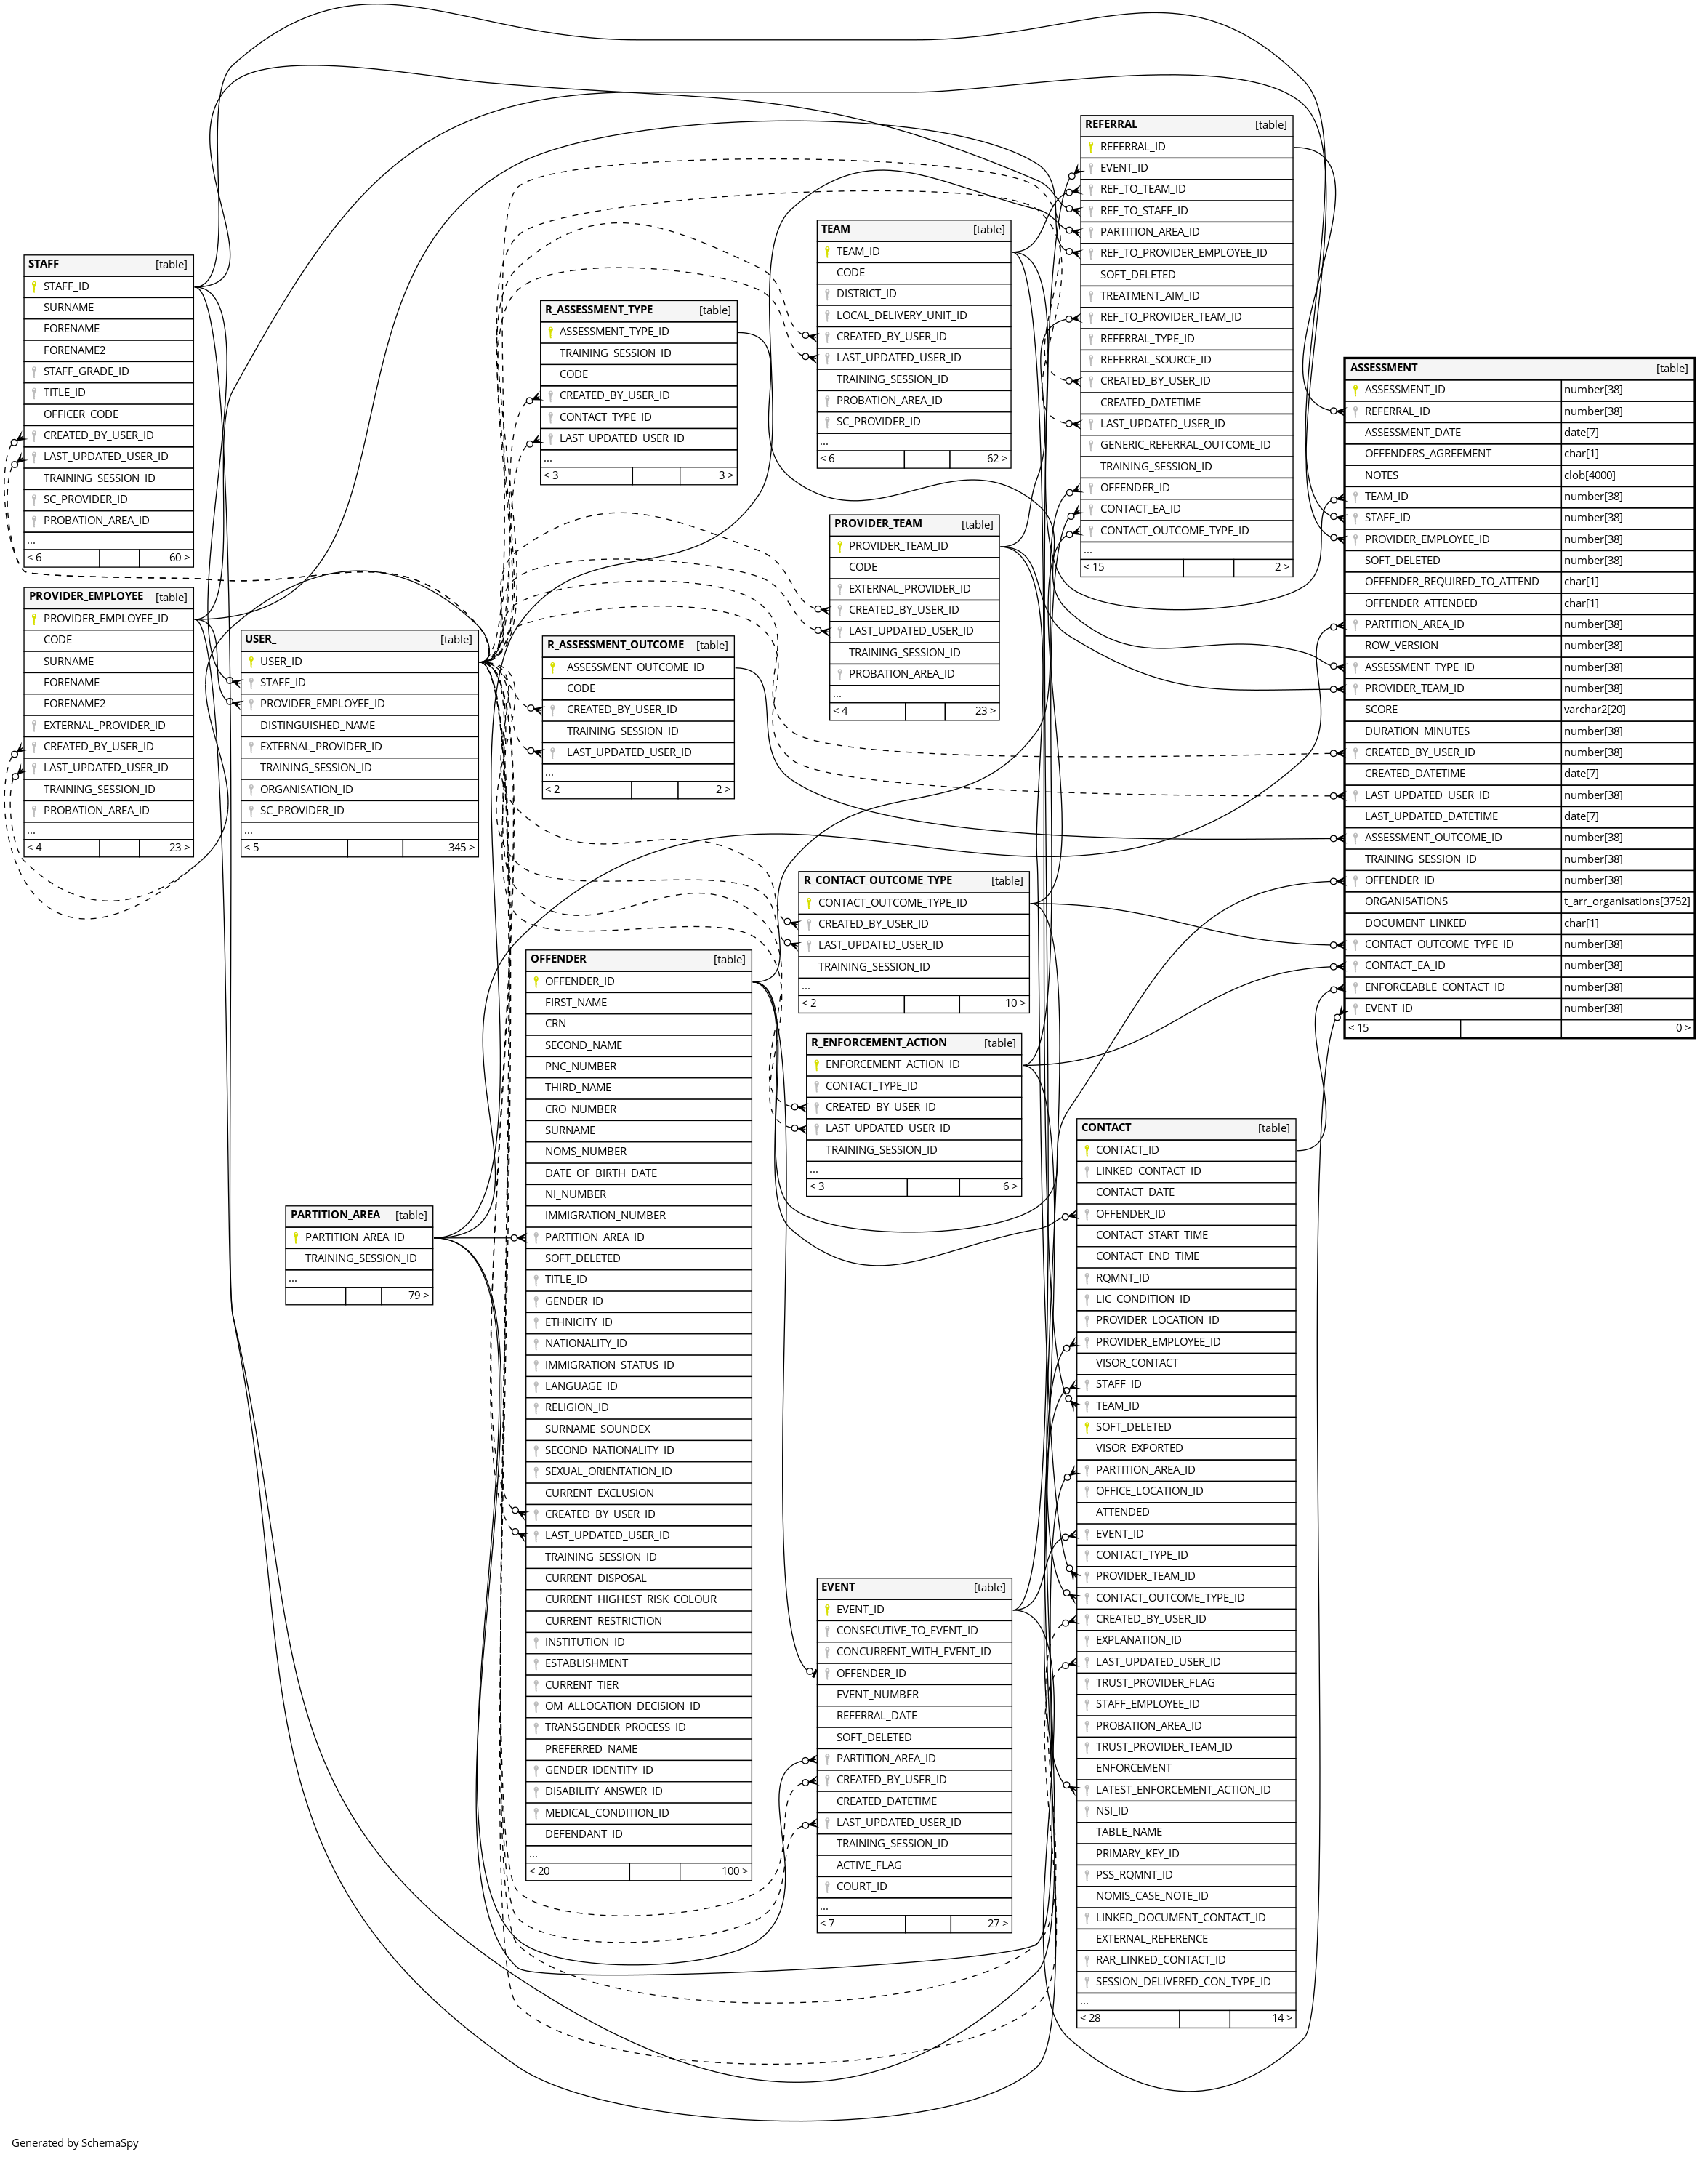 REFERRAL [table]
REFERRAL_ID
EVENT_ID
REF_TO_TEAM_ID
REF_TO_STAFF_ID
PARTITION_AREA_ID
REF_TO_PROVIDER_EMPLOYEE_ID
SOFT_DELETED
TREATMENT_AIM_ID
REF_TO_PROVIDER_TEAM_ID
REFERRAL_TYPE_ID
REFERRAL_SOURCE_ID
CREATED_BY_USER_ID
CREATED_DATETIME
LAST_UPDATED_USER_ID
GENERIC_REFERRAL_OUTCOME_ID
TRAINING_SESSION_ID
OFFENDER_ID
CONTACT_EA_ID
CONTACT_OUTCOME_TYPE_ID
...
< 15 2 >
TEAM [table]
TEAM_ID
CODE
DISTRICT_ID
LOCAL_DELIVERY_UNIT_ID
CREATED_BY_USER_ID
LAST_UPDATED_USER_ID
TRAINING_SESSION_ID
PROBATION_AREA_ID
SC_PROVIDER_ID
...
< 6 62 >
STAFF [table]
STAFF_ID
SURNAME
FORENAME
FORENAME2
STAFF_GRADE_ID
TITLE_ID
OFFICER_CODE
CREATED_BY_USER_ID
LAST_UPDATED_USER_ID
TRAINING_SESSION_ID
SC_PROVIDER_ID
PROBATION_AREA_ID
...
< 6 60 >
R_ASSESSMENT_TYPE [table]
ASSESSMENT_TYPE_ID
TRAINING_SESSION_ID
CODE
CREATED_BY_USER_ID
CONTACT_TYPE_ID
LAST_UPDATED_USER_ID
...
< 3 3 >
ASSESSMENT [table]
ASSESSMENT_ID number[38]
REFERRAL_ID number[38]
ASSESSMENT_DATE date[7]
OFFENDERS_AGREEMENT char[1]
NOTES clob[4000]
TEAM_ID number[38]
STAFF_ID number[38]
PROVIDER_EMPLOYEE_ID number[38]
SOFT_DELETED number[38]
OFFENDER_REQUIRED_TO_ATTEND char[1]
OFFENDER_ATTENDED char[1]
PARTITION_AREA_ID number[38]
ROW_VERSION number[38]
ASSESSMENT_TYPE_ID number[38]
PROVIDER_TEAM_ID number[38]
SCORE varchar2[20]
DURATION_MINUTES number[38]
CREATED_BY_USER_ID number[38]
CREATED_DATETIME date[7]
LAST_UPDATED_USER_ID number[38]
LAST_UPDATED_DATETIME date[7]
ASSESSMENT_OUTCOME_ID number[38]
TRAINING_SESSION_ID number[38]
OFFENDER_ID number[38]
ORGANISATIONS t_arr_organisations[3752]
DOCUMENT_LINKED char[1]
CONTACT_OUTCOME_TYPE_ID number[38]
CONTACT_EA_ID number[38]
ENFORCEABLE_CONTACT_ID number[38]
EVENT_ID number[38]
< 15 0 >
PROVIDER_TEAM [table]
PROVIDER_TEAM_ID
CODE
EXTERNAL_PROVIDER_ID
CREATED_BY_USER_ID
LAST_UPDATED_USER_ID
TRAINING_SESSION_ID
PROBATION_AREA_ID
...
< 4 23 >
PROVIDER_EMPLOYEE [table]
PROVIDER_EMPLOYEE_ID
CODE
SURNAME
FORENAME
FORENAME2
EXTERNAL_PROVIDER_ID
CREATED_BY_USER_ID
LAST_UPDATED_USER_ID
TRAINING_SESSION_ID
PROBATION_AREA_ID
...
< 4 23 >
USER_ [table]
USER_ID
STAFF_ID
PROVIDER_EMPLOYEE_ID
DISTINGUISHED_NAME
EXTERNAL_PROVIDER_ID
TRAINING_SESSION_ID
ORGANISATION_ID
SC_PROVIDER_ID
...
< 5 345 >
R_ASSESSMENT_OUTCOME [table]
ASSESSMENT_OUTCOME_ID
CODE
CREATED_BY_USER_ID
TRAINING_SESSION_ID
LAST_UPDATED_USER_ID
...
< 2 2 >
R_CONTACT_OUTCOME_TYPE [table]
CONTACT_OUTCOME_TYPE_ID
CREATED_BY_USER_ID
LAST_UPDATED_USER_ID
TRAINING_SESSION_ID
...
< 2 10 >
OFFENDER [table]
OFFENDER_ID
FIRST_NAME
CRN
SECOND_NAME
PNC_NUMBER
THIRD_NAME
CRO_NUMBER
SURNAME
NOMS_NUMBER
DATE_OF_BIRTH_DATE
NI_NUMBER
IMMIGRATION_NUMBER
PARTITION_AREA_ID
SOFT_DELETED
TITLE_ID
GENDER_ID
ETHNICITY_ID
NATIONALITY_ID
IMMIGRATION_STATUS_ID
LANGUAGE_ID
RELIGION_ID
SURNAME_SOUNDEX
SECOND_NATIONALITY_ID
SEXUAL_ORIENTATION_ID
CURRENT_EXCLUSION
CREATED_BY_USER_ID
LAST_UPDATED_USER_ID
TRAINING_SESSION_ID
CURRENT_DISPOSAL
CURRENT_HIGHEST_RISK_COLOUR
CURRENT_RESTRICTION
INSTITUTION_ID
ESTABLISHMENT
CURRENT_TIER
OM_ALLOCATION_DECISION_ID
TRANSGENDER_PROCESS_ID
PREFERRED_NAME
GENDER_IDENTITY_ID
DISABILITY_ANSWER_ID
MEDICAL_CONDITION_ID
DEFENDANT_ID
...
< 20 100 >
R_ENFORCEMENT_ACTION [table]
ENFORCEMENT_ACTION_ID
CONTACT_TYPE_ID
CREATED_BY_USER_ID
LAST_UPDATED_USER_ID
TRAINING_SESSION_ID
...
< 3 6 >
CONTACT [table]
CONTACT_ID
LINKED_CONTACT_ID
CONTACT_DATE
OFFENDER_ID
CONTACT_START_TIME
CONTACT_END_TIME
RQMNT_ID
LIC_CONDITION_ID
PROVIDER_LOCATION_ID
PROVIDER_EMPLOYEE_ID
VISOR_CONTACT
STAFF_ID
TEAM_ID
SOFT_DELETED
VISOR_EXPORTED
PARTITION_AREA_ID
OFFICE_LOCATION_ID
ATTENDED
EVENT_ID
CONTACT_TYPE_ID
PROVIDER_TEAM_ID
CONTACT_OUTCOME_TYPE_ID
CREATED_BY_USER_ID
EXPLANATION_ID
LAST_UPDATED_USER_ID
TRUST_PROVIDER_FLAG
STAFF_EMPLOYEE_ID
PROBATION_AREA_ID
TRUST_PROVIDER_TEAM_ID
ENFORCEMENT
LATEST_ENFORCEMENT_ACTION_ID
NSI_ID
TABLE_NAME
PRIMARY_KEY_ID
PSS_RQMNT_ID
NOMIS_CASE_NOTE_ID
LINKED_DOCUMENT_CONTACT_ID
EXTERNAL_REFERENCE
RAR_LINKED_CONTACT_ID
SESSION_DELIVERED_CON_TYPE_ID
...
< 28 14 >
PARTITION_AREA [table]
PARTITION_AREA_ID
TRAINING_SESSION_ID
...
79 >
EVENT [table]
EVENT_ID
CONSECUTIVE_TO_EVENT_ID
CONCURRENT_WITH_EVENT_ID
OFFENDER_ID
EVENT_NUMBER
REFERRAL_DATE
SOFT_DELETED
PARTITION_AREA_ID
CREATED_BY_USER_ID
CREATED_DATETIME
LAST_UPDATED_USER_ID
TRAINING_SESSION_ID
ACTIVE_FLAG
COURT_ID
...
< 7 27 >
Generated by SchemaSpy